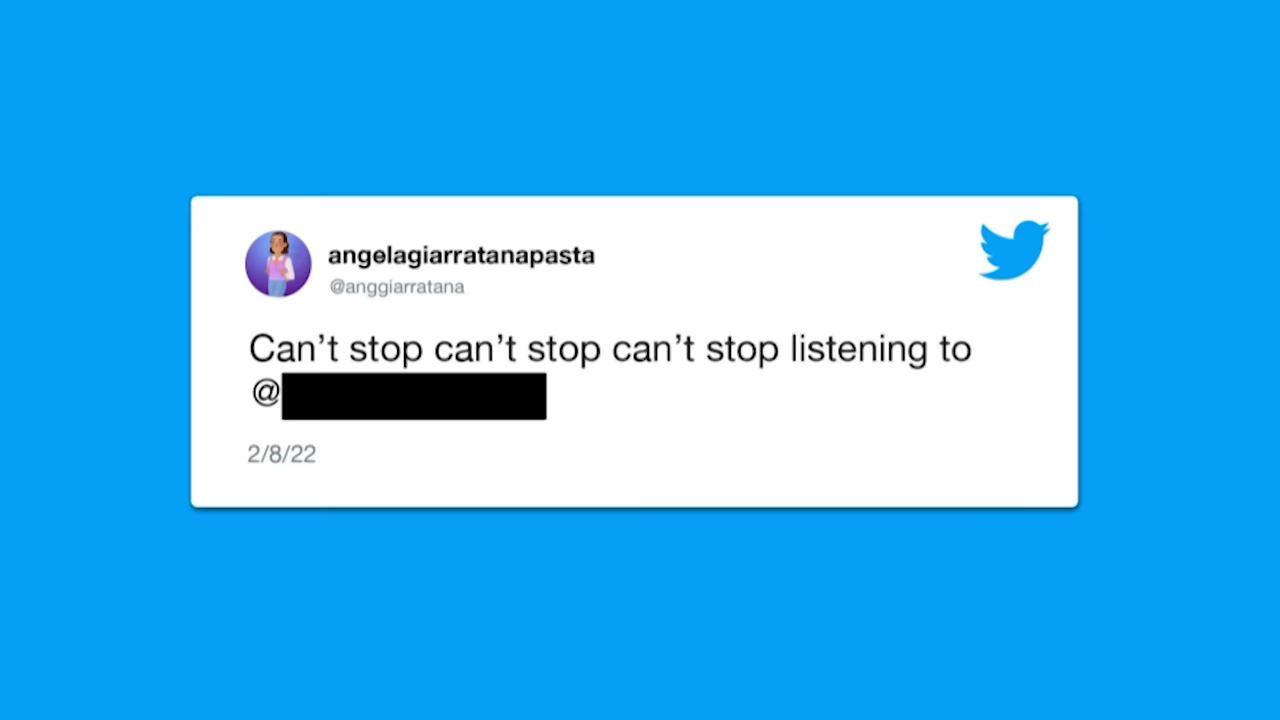 angelagiarratanapasta
@anggiarratana
Can’t stop can’t stop can’t stop listening to
@
2/8/22